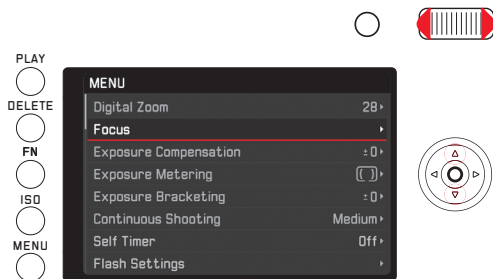 PLAY
DELETE
FN
ISO
MENU
MENU
Digital Zoom 28
Focus
Exposure Compensation ±0
Exposure Metering
Exposure Bracketing ±0
Continuous Shooting Medium
Self Timer Off
Flash Settings